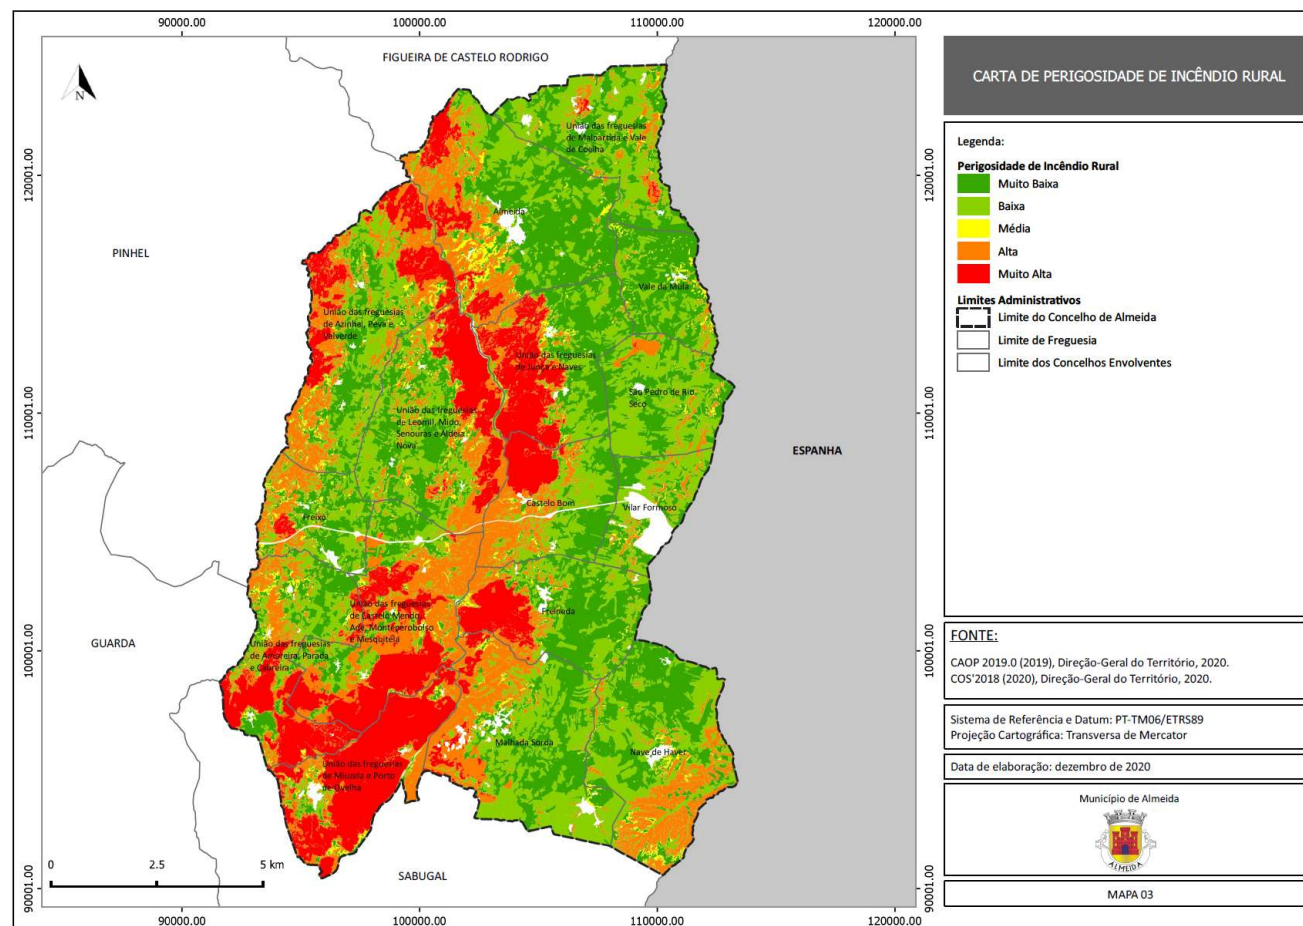 90000.00
100000.00
110000.00
120000.00
FIGUEIRA DE CASTELO RODRIGO
N
120001.00
110001.00
100001.00
90001.00
PINHEL
GUARDA
SABUGAL
ESPANHA
União das freguesias
de Malpartida e Vale
de Coelha
Almeida
Vale da Mula
União das freguesias
de Azinhal, Peva e
Valverde
União das freguesias
de Junça e Naves
São Pedro de Rio
Seco
União das freguesias
de Leomil, Mido,
Senouras e Aldeia
Nova
Castelo Bom
Vilar Formoso
Freixo
União das freguesias
de Castelo Mendo,
Ade, Monteperobolso
e Mesquitela
Freineda
União das freguesias
de Amoreira, Parada
e Cabreira
Malhada Sorda
Nave de Haver
União das freguesias
de Miuzela e Porto
de Ovelha
0
2.5
5 km
120001.00
110001.00
100001.00
90001.00
90000.00
100000.00
110000.00
120000.00
CARTA DE PERIGOSIDADE DE INCÊNDIO RURAL
Legenda:
Perigosidade de Incêndio Rural
Muito Baixa
Baixa
Média
Alta
Muito Alta
Limites Administrativos
Limite do Concelho de Almeida
Limite de Freguesia
Limite dos Concelhos Envolventes
FONTE:
CAOP 2019.0 (2019), Direção-Geral do Território, 2020.
COS'2018 (2020), Direção-Geral do Território, 2020.
Sistema de Referência e Datum: PT-TM06/ETRS89
Projeção Cartográfica: Transversa de Mercator
Data de elaboração: dezembro de 2020
Município de Almeida
ALMEIDA
MAPA 03